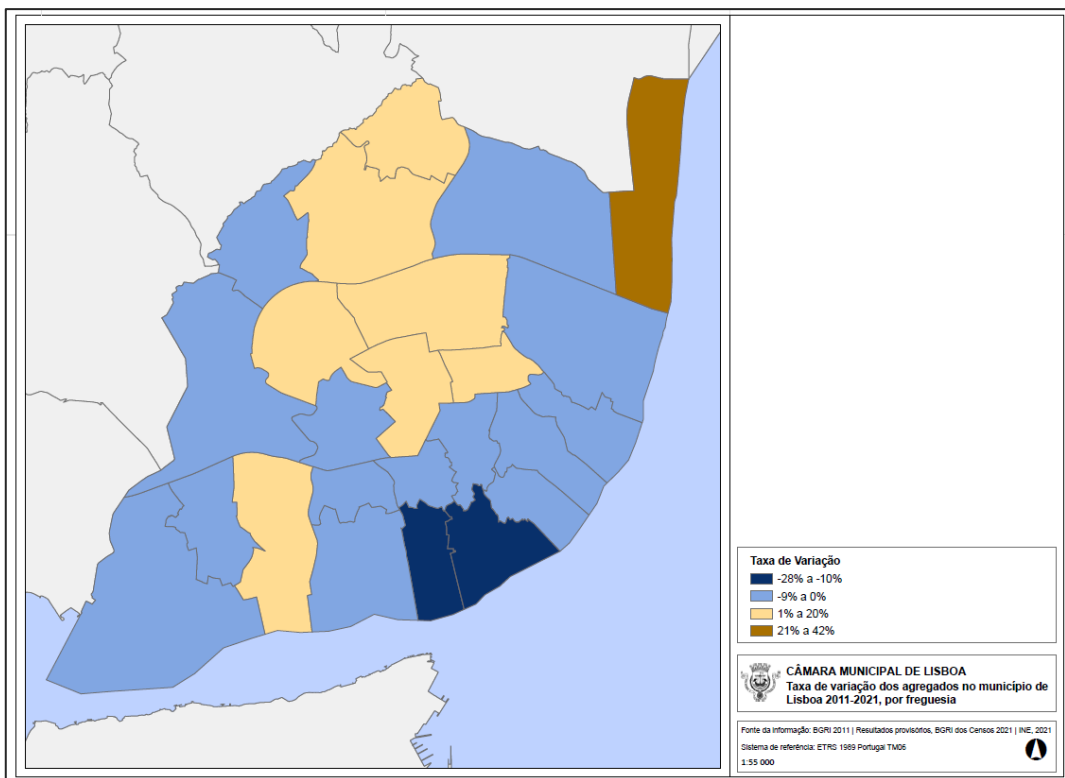 Taxa de Variação
-28% a -10%
-9% a 0%
1% a 20%
21% a 42%
CÂMARA MUNICIPAL DE LISBOA
Taxa de variação dos agregados no município de
Lisboa 2011-2021, por freguesia
Fonte da Informação: BGRI 2011 | Resultados provisórios, BGRI dos Censos 2021 | INE, 2021
Sistema de referência: ETRS 1989 Portugal TM06
1:55 000